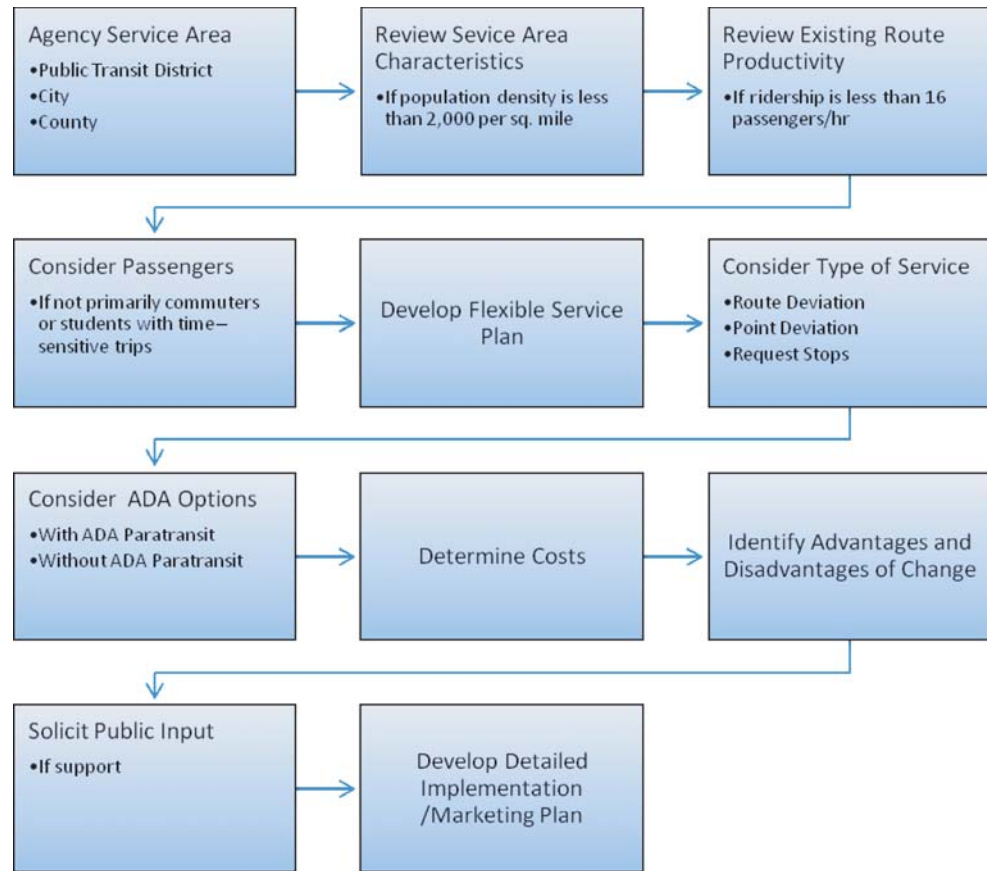 Agency Service Area
•Public Transit District
•City
•County
Review Sevice Area
Characteristics
•If population density is less
than 2,000 per sq. mile
Review Existing Route
Productivity
•If ridership is less than 16
passengers/hr
Consider Passengers
•If not primarily commuters
or students with time–
sensitive trips
Develop Flexible Service
Plan
Consider Type of Service
•Route Deviation
•Point Deviation
•Request Stops
Consider ADA Options
•With ADA Paratransit
•Without ADA Paratransit
Determine Costs
Identify Advantages and
Disadvantages of Change
Solicit Public Input
•If support
Develop Detailed
Implementation
/Marketing Plan